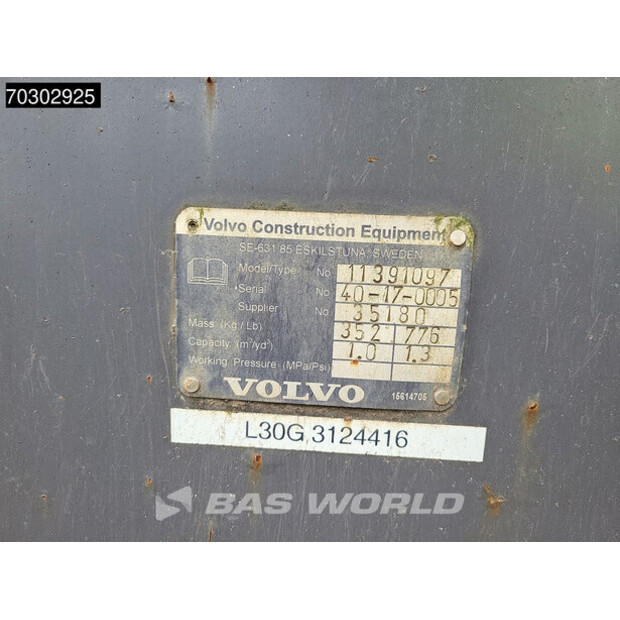 70302925
Volvo Construction Equipment
SE-631 85 ESKILSTUNA, SWEDEN
Model/Type No 11391097
Serial No 40-17-0005
Supplier No 35180
Mass (Kg / Lb) 352 776
Capacity (m³/yd³) 1.0 1.3
Working Pressure (MPa/Psi)
VOLVO 15614705
L30G,3124416
BAS WORLD